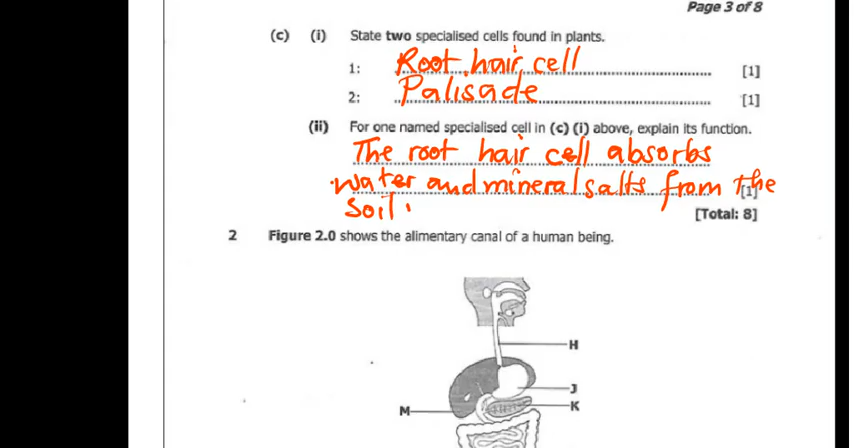 Page 3 of 8
(c) (i) State two specialised cells found in plants.
1: Root hair cell [1]
2: Palisade [1]
(ii) For one named specialised cell in (c) (i) above, explain its function.
The root hair cell absorbs
water and mineral salts from the [1]
soil.
[Total: 8]
2 Figure 2.0 shows the alimentary canal of a human being.
H
J
K
M